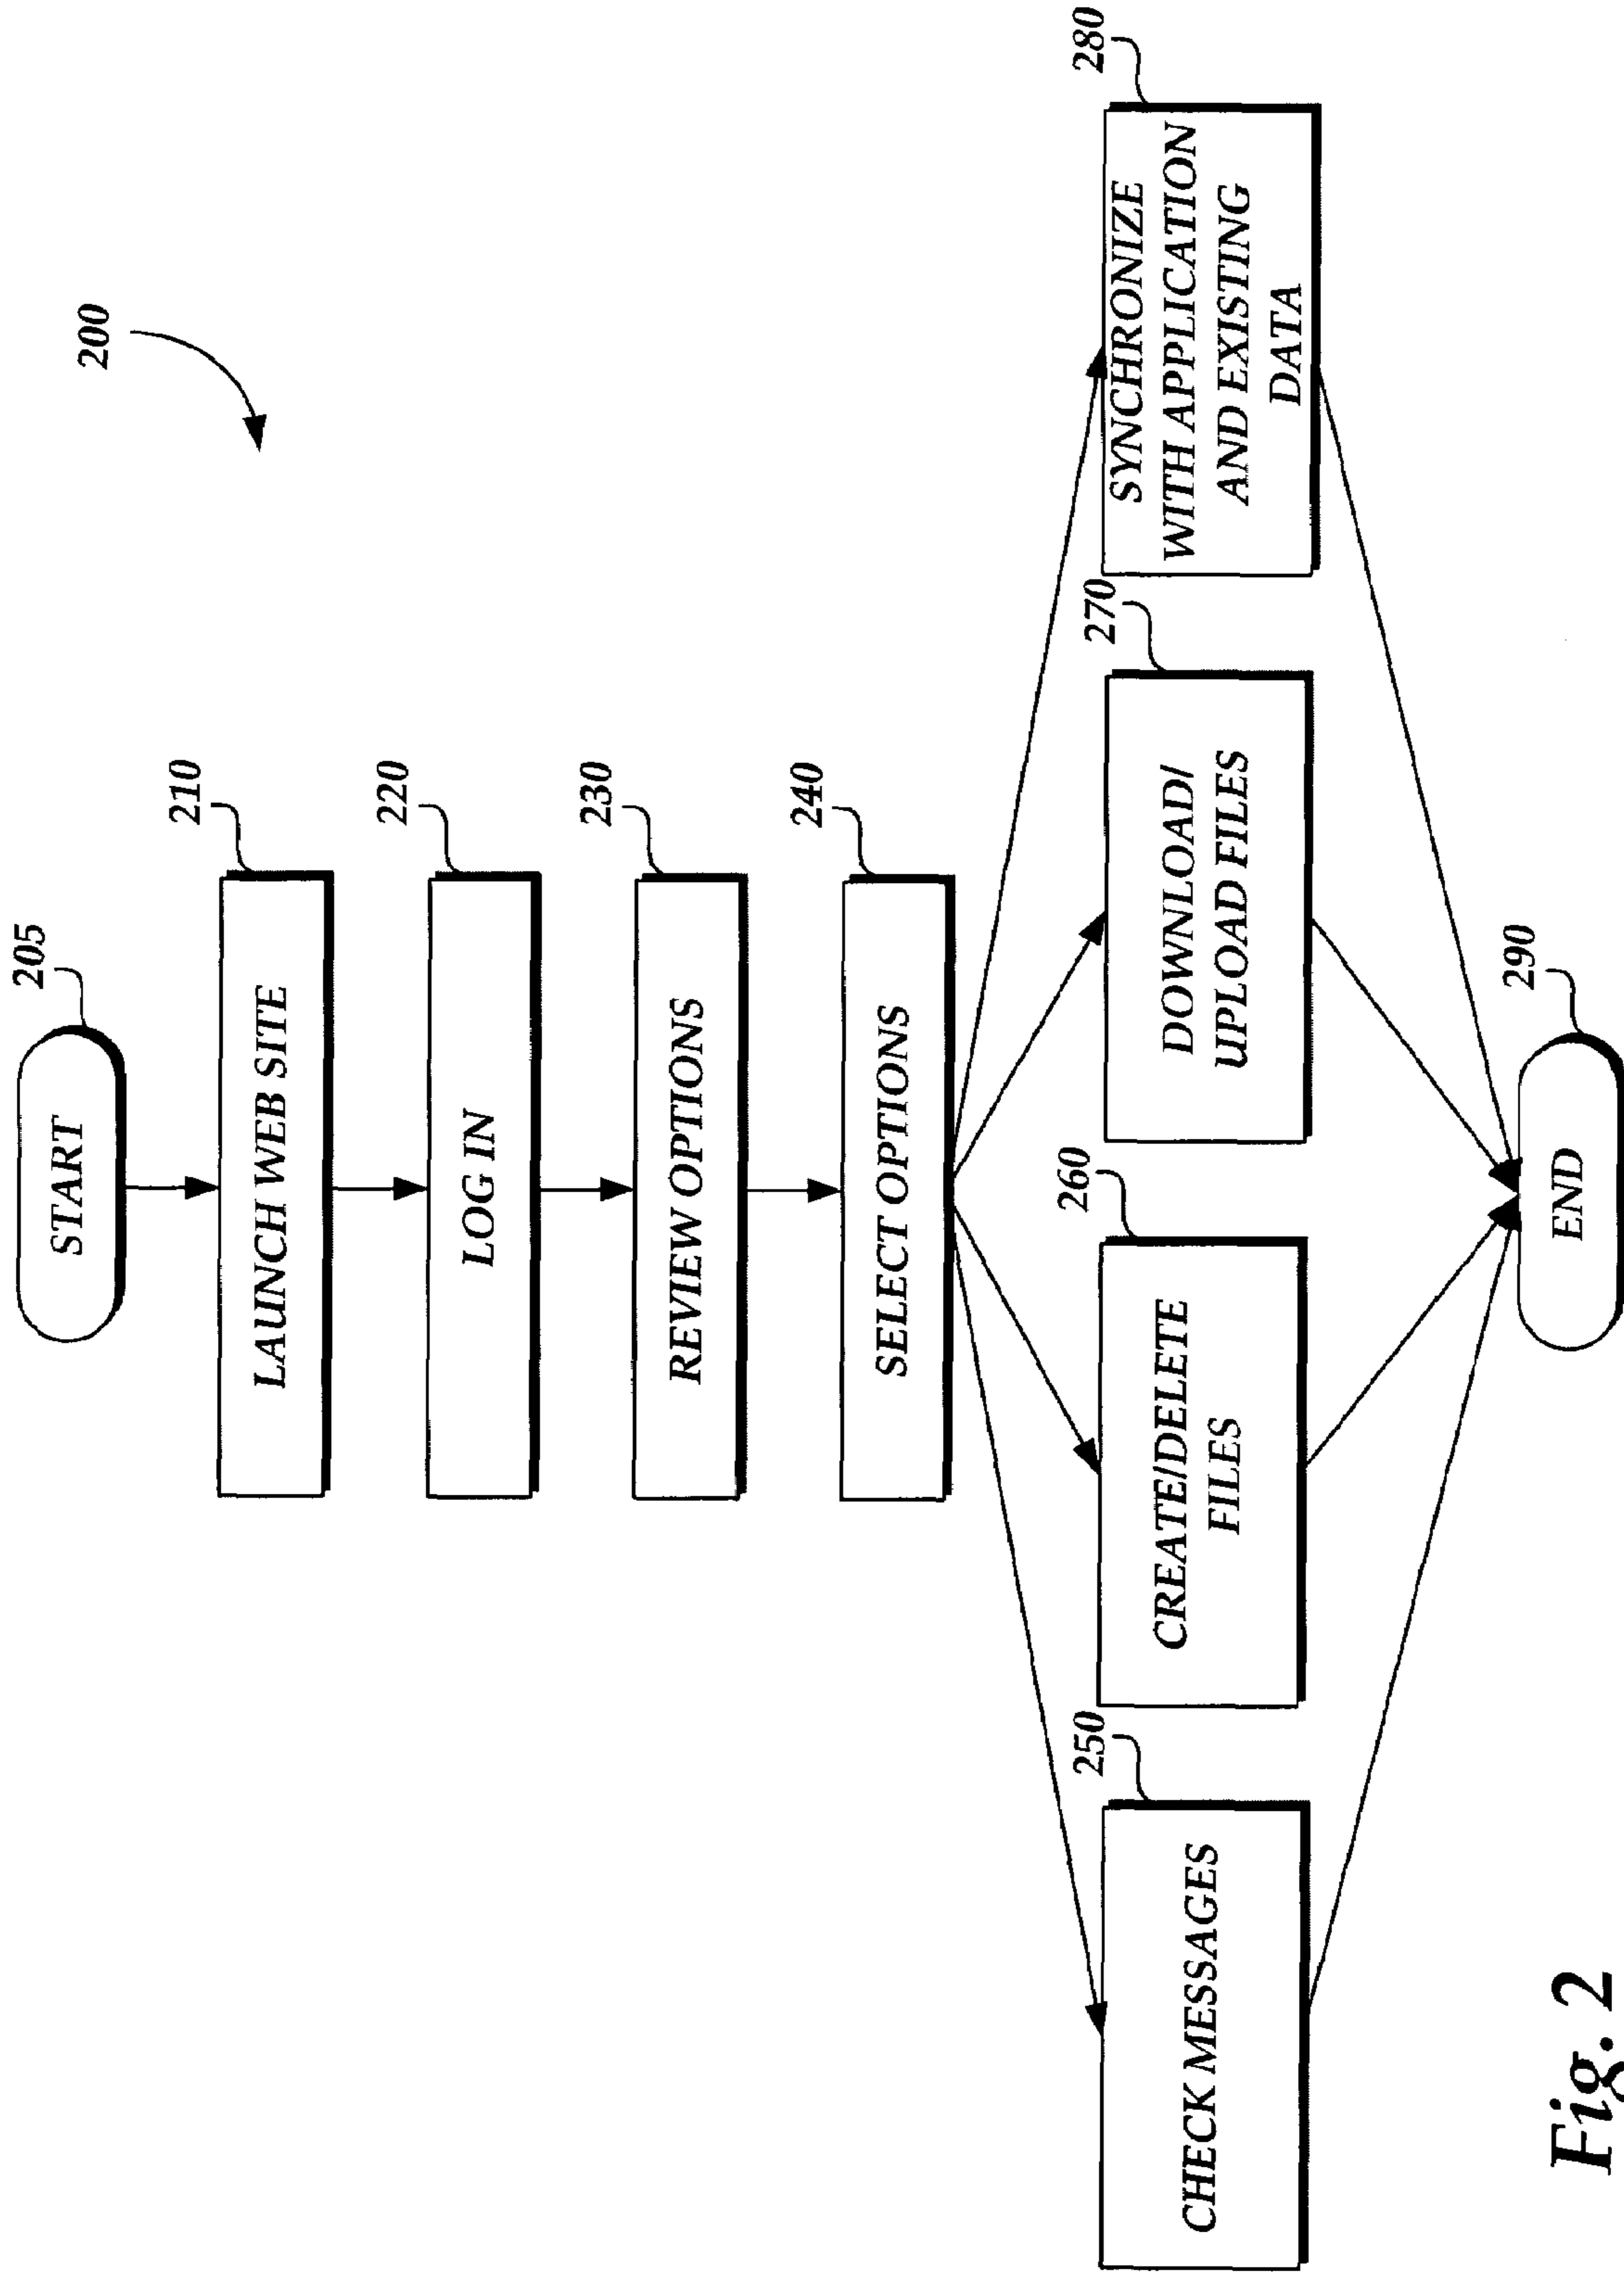 200
START
205
LAUNCH WEB SITE
210
LOG IN
220
REVIEW OPTIONS
230
SELECT OPTIONS
240
CHECK MESSAGES
250
CREATE/DELETE
FILES
260
DOWNLOAD/
UPLOAD FILES
270
SYNCHRONIZE
WITH APPLICATION
AND EXISTING
DATA
280
END
290
Fig. 2